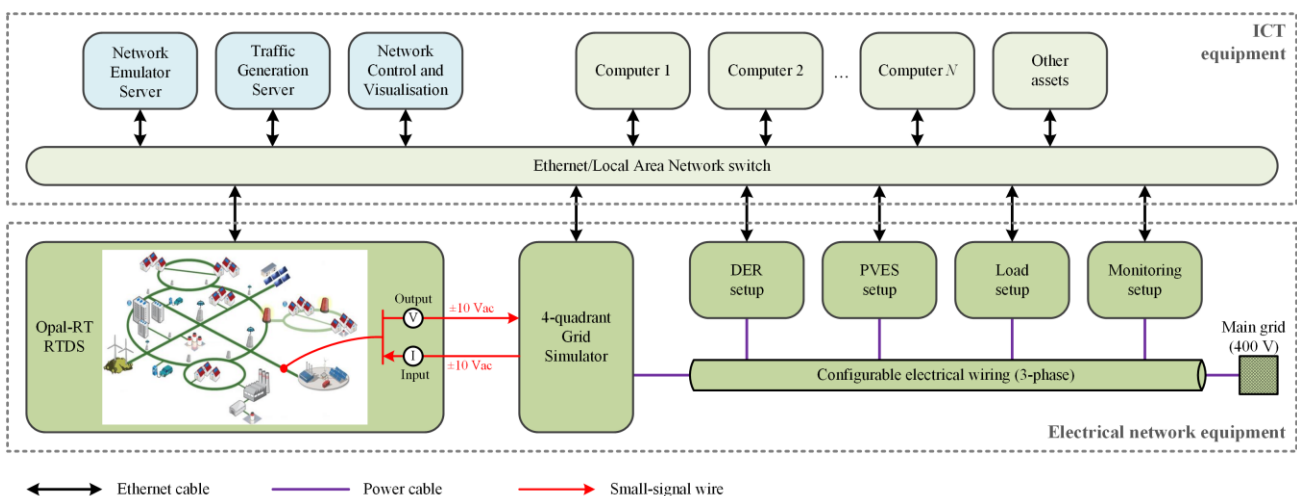 ICT
equipment
Network
Emulator
Server
Traffic
Generation
Server
Network
Control and
Visualisation
Computer 1
Computer 2
...
Computer N
Other
assets
Ethernet/Local Area Network switch
Opal-RT
RTDS
Output
V
±10 Vac
I
Input
±10 Vac
4-quadrant
Grid
Simulator
DER
setup
PVES
setup
Load
setup
Monitoring
setup
Main grid
(400 V)
Configurable electrical wiring (3-phase)
Electrical network equipment
Ethernet cable
Power cable
Small-signal wire